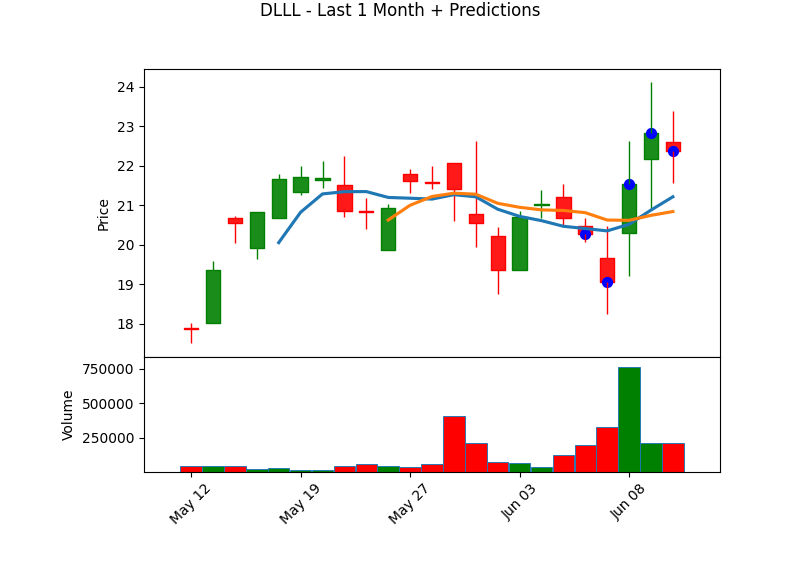 DLLL - Last 1 Month + Predictions
24
23
22
21
20
19
18
Price
750000
500000
250000
Volume
May 12
May 19
May 27
Jun 03
Jun 08